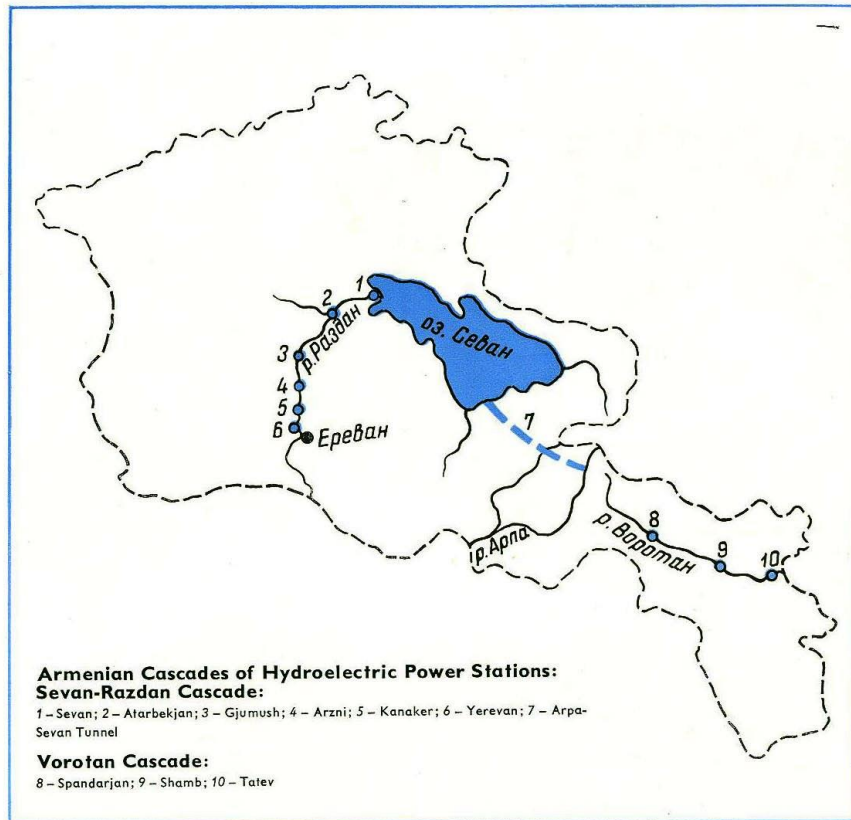 1
2
оз. Севан
р. Раздан
3
4
7
5
6
Ереван
р. Воротан
8
р. Арпа
9
10
Armenian Cascades of Hydroelectric Power Stations:
Sevan-Razdan Cascade:
1 – Sevan; 2 – Atarbekjan; 3 – Gjumush; 4 – Arzni; 5 – Kanaker; 6 – Yerevan; 7 – Arpa-
Sevan Tunnel
Vorotan Cascade:
8 – Spandarjan; 9 – Shamb; 10 – Tatev